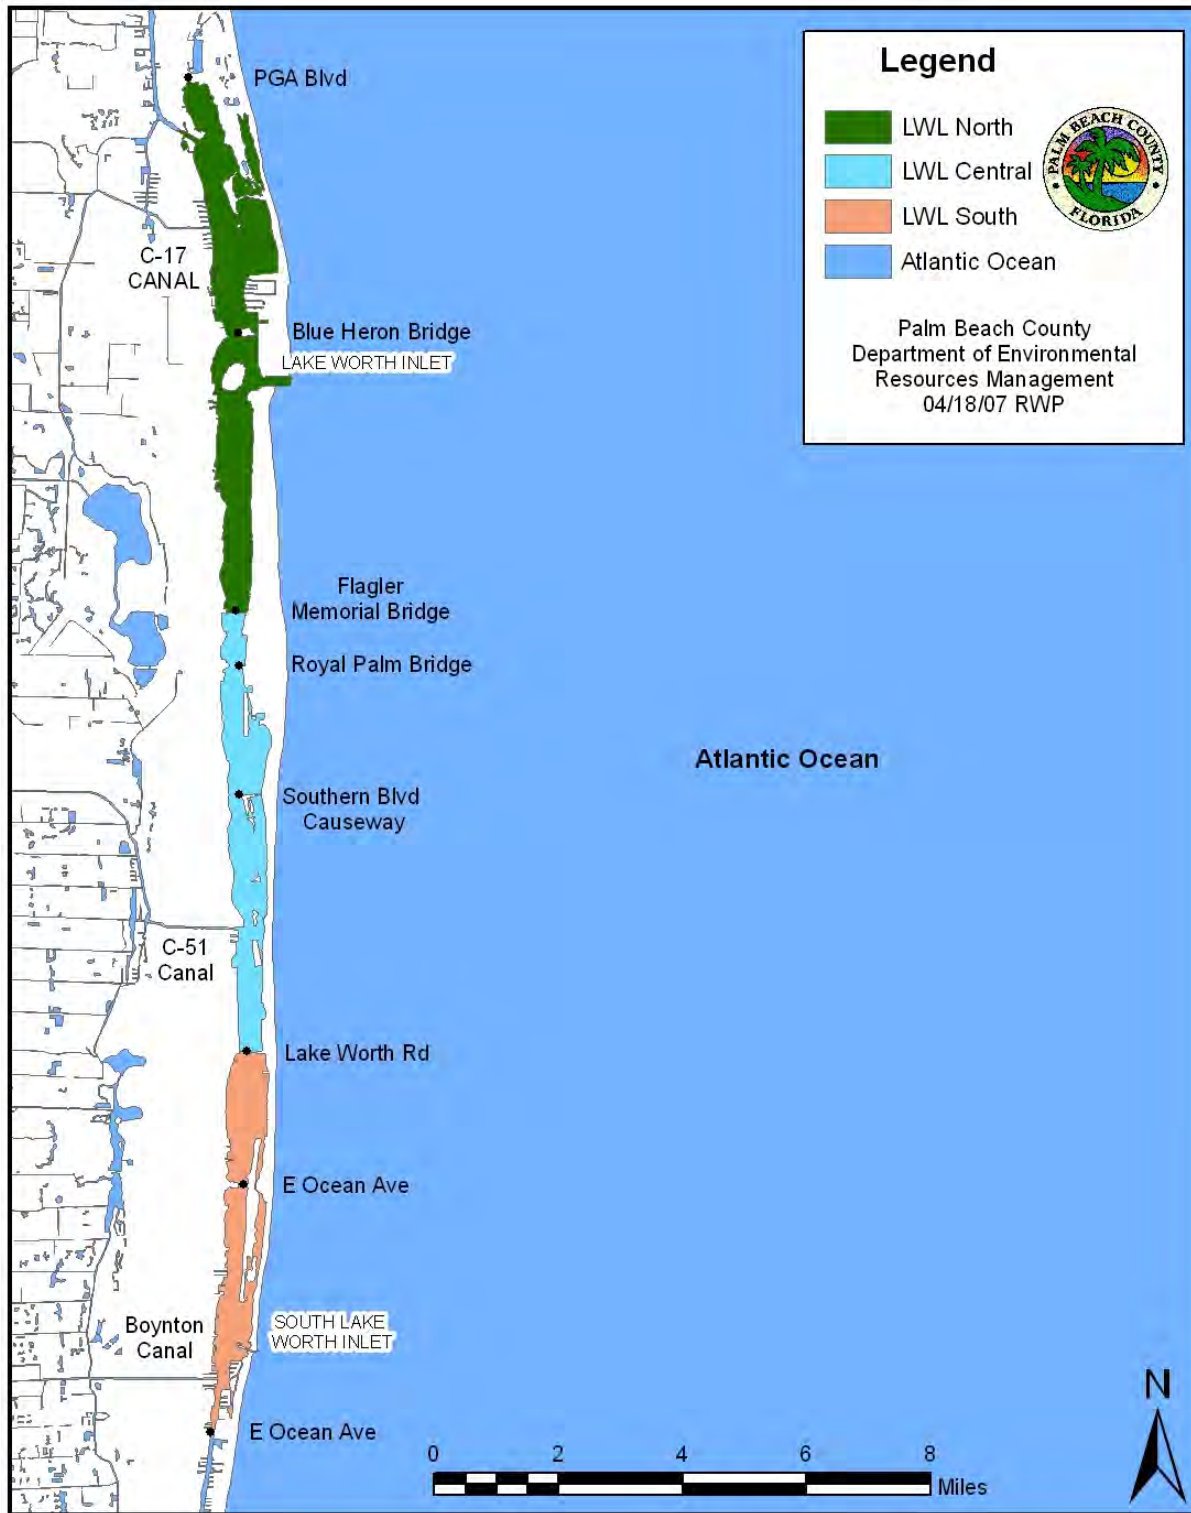 PGA Blvd
C-17
CANAL
Blue Heron Bridge
LAKE WORTH INLET
Flagler
Memorial Bridge
Royal Palm Bridge
Southern Blvd
Causeway
C-51
Canal
Lake Worth Rd
E Ocean Ave
Boynton
Canal
SOUTH LAKE
WORTH INLET
E Ocean Ave
Atlantic Ocean
Legend
LWL North
LWL Central
LWL South
Atlantic Ocean
PALM BEACH COUNTY
FLORIDA
Palm Beach County
Department of Environmental
Resources Management
04/18/07 RWP
N
0 2 4 6 8
Miles